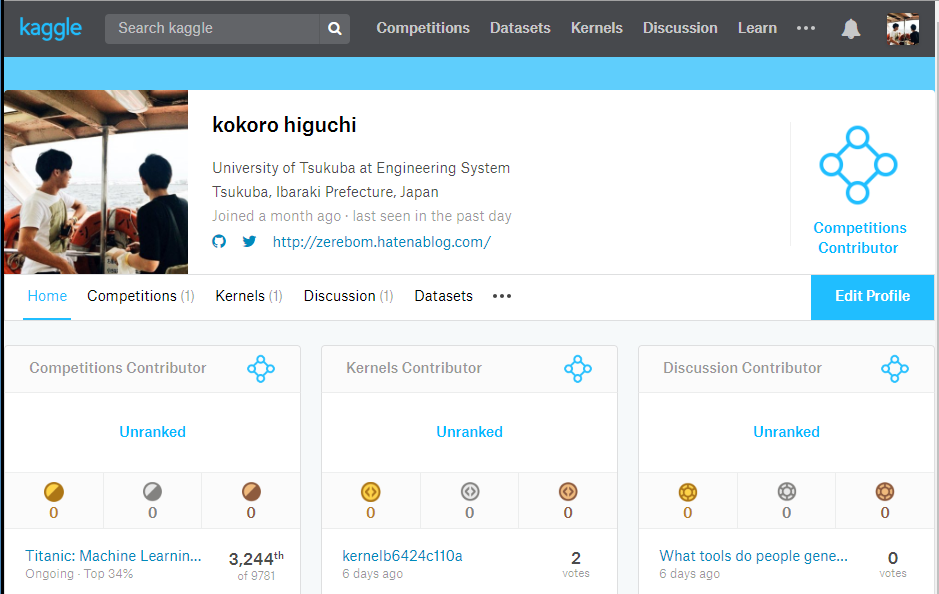 kaggle
Search kaggle
Competitions Datasets Kernels Discussion Learn •••
kokoro higuchi
University of Tsukuba at Engineering System
Tsukuba, Ibaraki Prefecture, Japan
Joined a month ago · last seen in the past day
http://zerebom.hatenablog.com/
Competitions
Contributor
Home Competitions (1) Kernels (1) Discussion (1) Datasets •••
Edit Profile
Competitions Contributor
Unranked
0 0 0
Titanic: Machine Learnin... 3,244th
Ongoing · Top 34% of 9781
Kernels Contributor
Unranked
0 0 0
kernelb6424c110a 2
6 days ago votes
Discussion Contributor
Unranked
0 0 0
What tools do people gene... 0
6 days ago votes